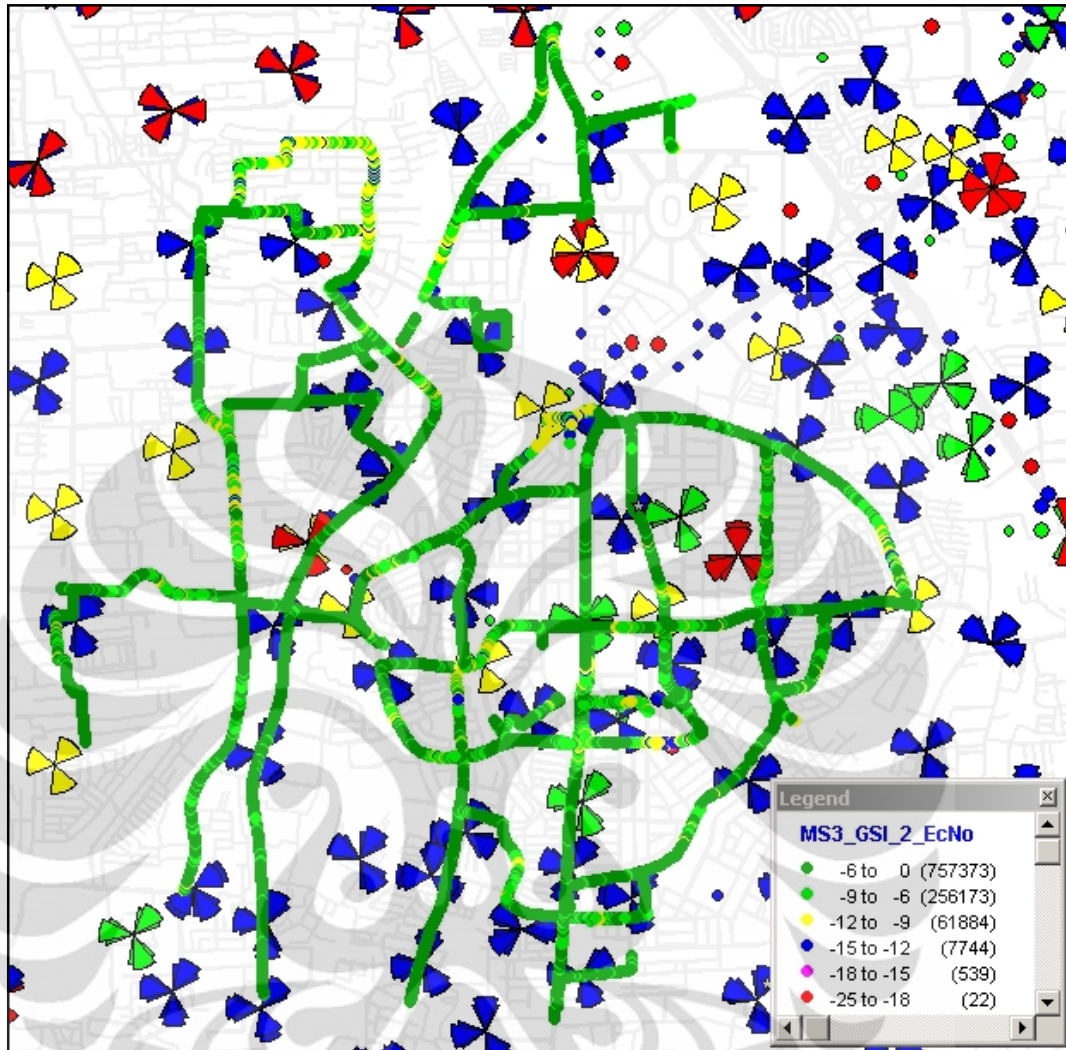 Legend
MS3_GSI_2_EcNo
-6 to 0 (757373)
-9 to -6 (256173)
-12 to -9 (61884)
-15 to -12 (7744)
-18 to -15 (539)
-25 to -18 (22)